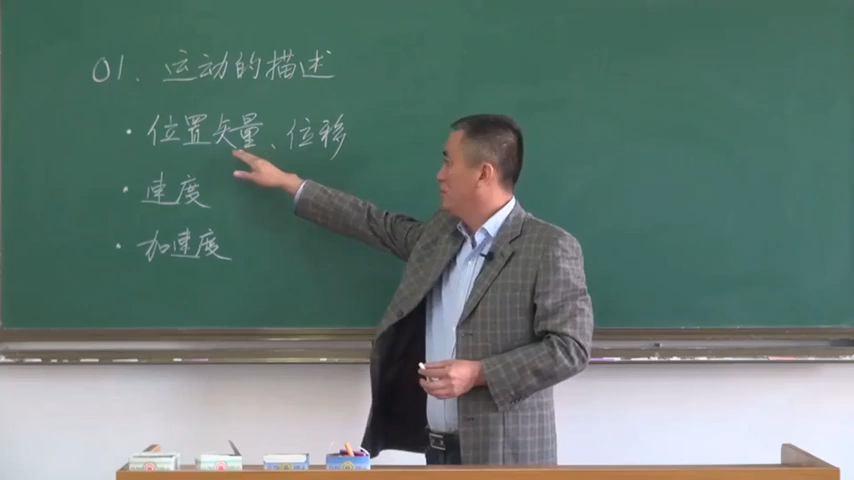 01. 运动的描述
· 位置矢量、位移
· 速度
· 加速度